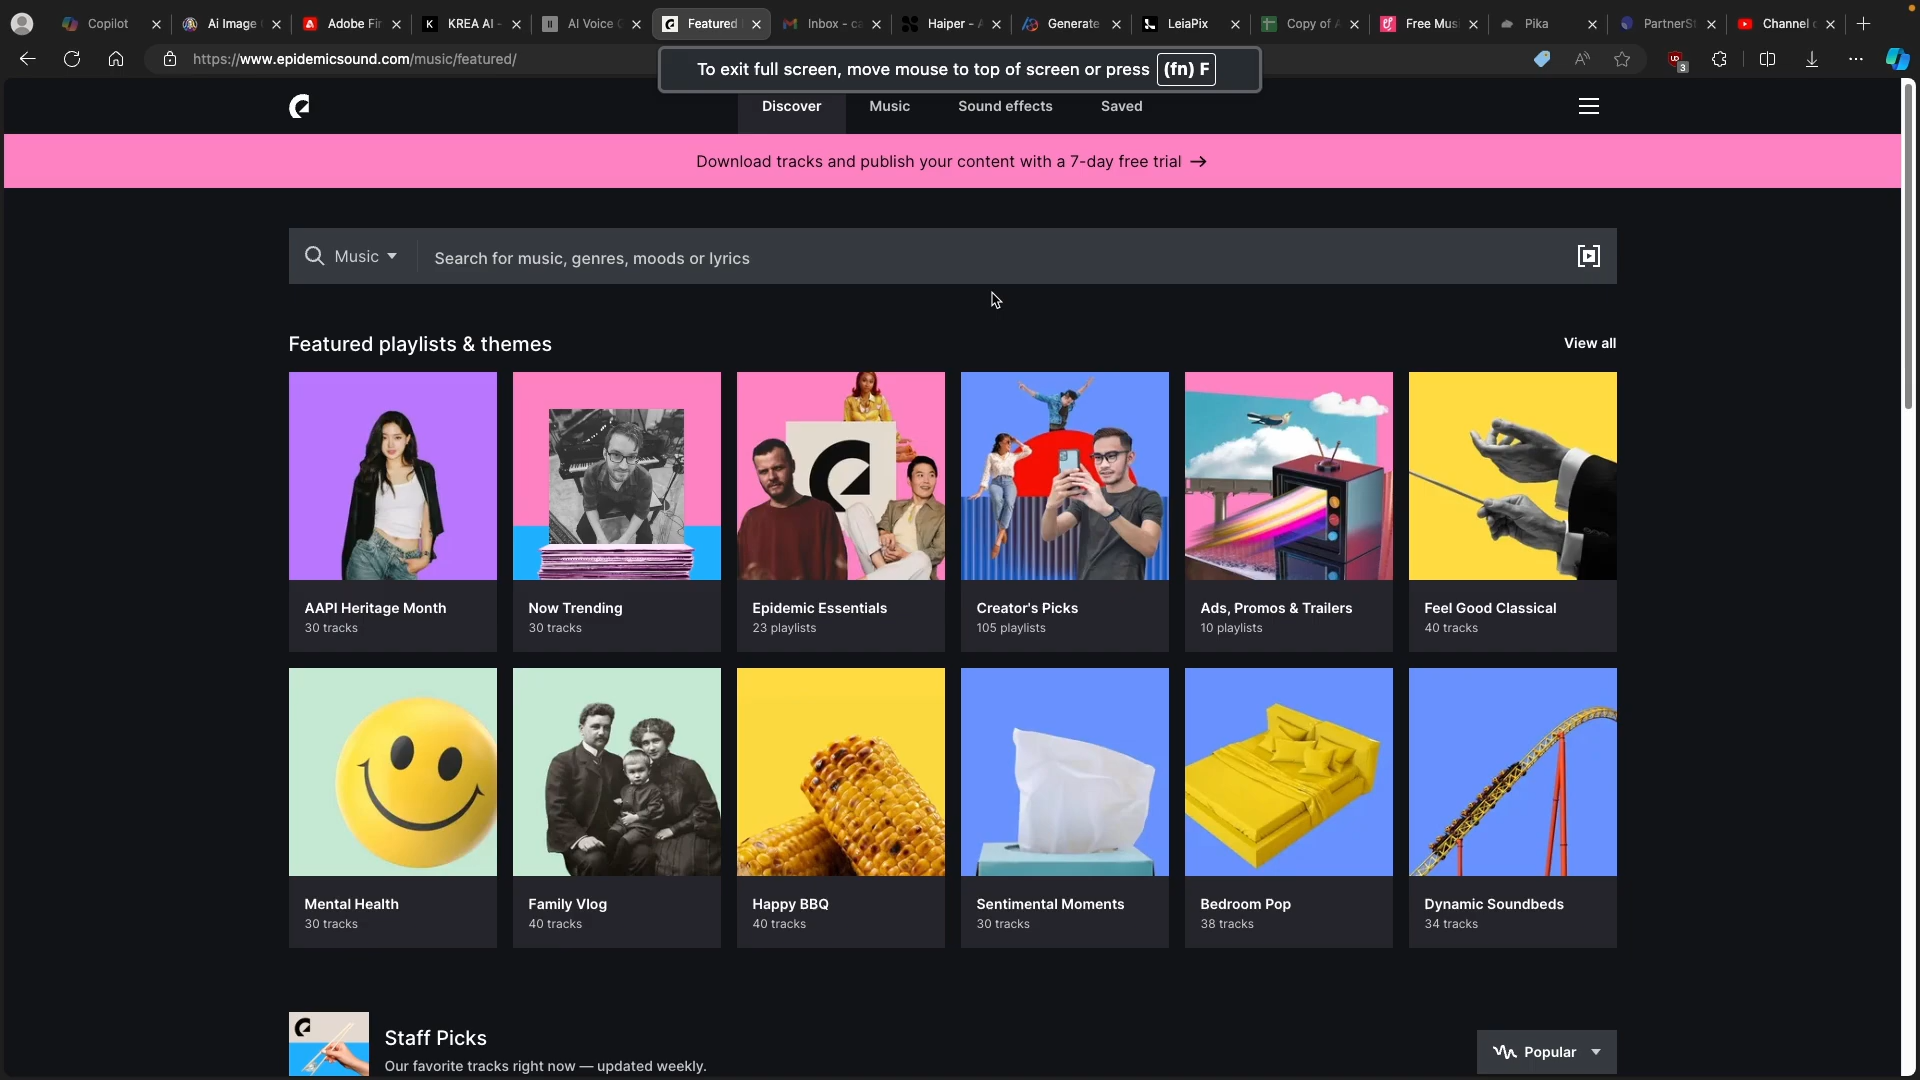 Copilot
Ai Image
Adobe Fir
KREA AI -
AI Voice
Featured
Inbox - ca
Haiper - A
Generate
LeiaPix
Copy of A
Free Musi
Pika
PartnerSt
Channel
https://www.epidemicsound.com/music/featured/
To exit full screen, move mouse to top of screen or press (fn) F
3
Discover
Music
Sound effects
Saved
Download tracks and publish your content with a 7-day free trial →
Music
Search for music, genres, moods or lyrics
Featured playlists & themes
View all
AAPI Heritage Month
30 tracks
Now Trending
30 tracks
Epidemic Essentials
23 playlists
Creator's Picks
105 playlists
Ads, Promos & Trailers
10 playlists
Feel Good Classical
40 tracks
Mental Health
30 tracks
Family Vlog
40 tracks
Happy BBQ
40 tracks
Sentimental Moments
30 tracks
Bedroom Pop
38 tracks
Dynamic Soundbeds
34 tracks
Staff Picks
Our favorite tracks right now — updated weekly.
Popular